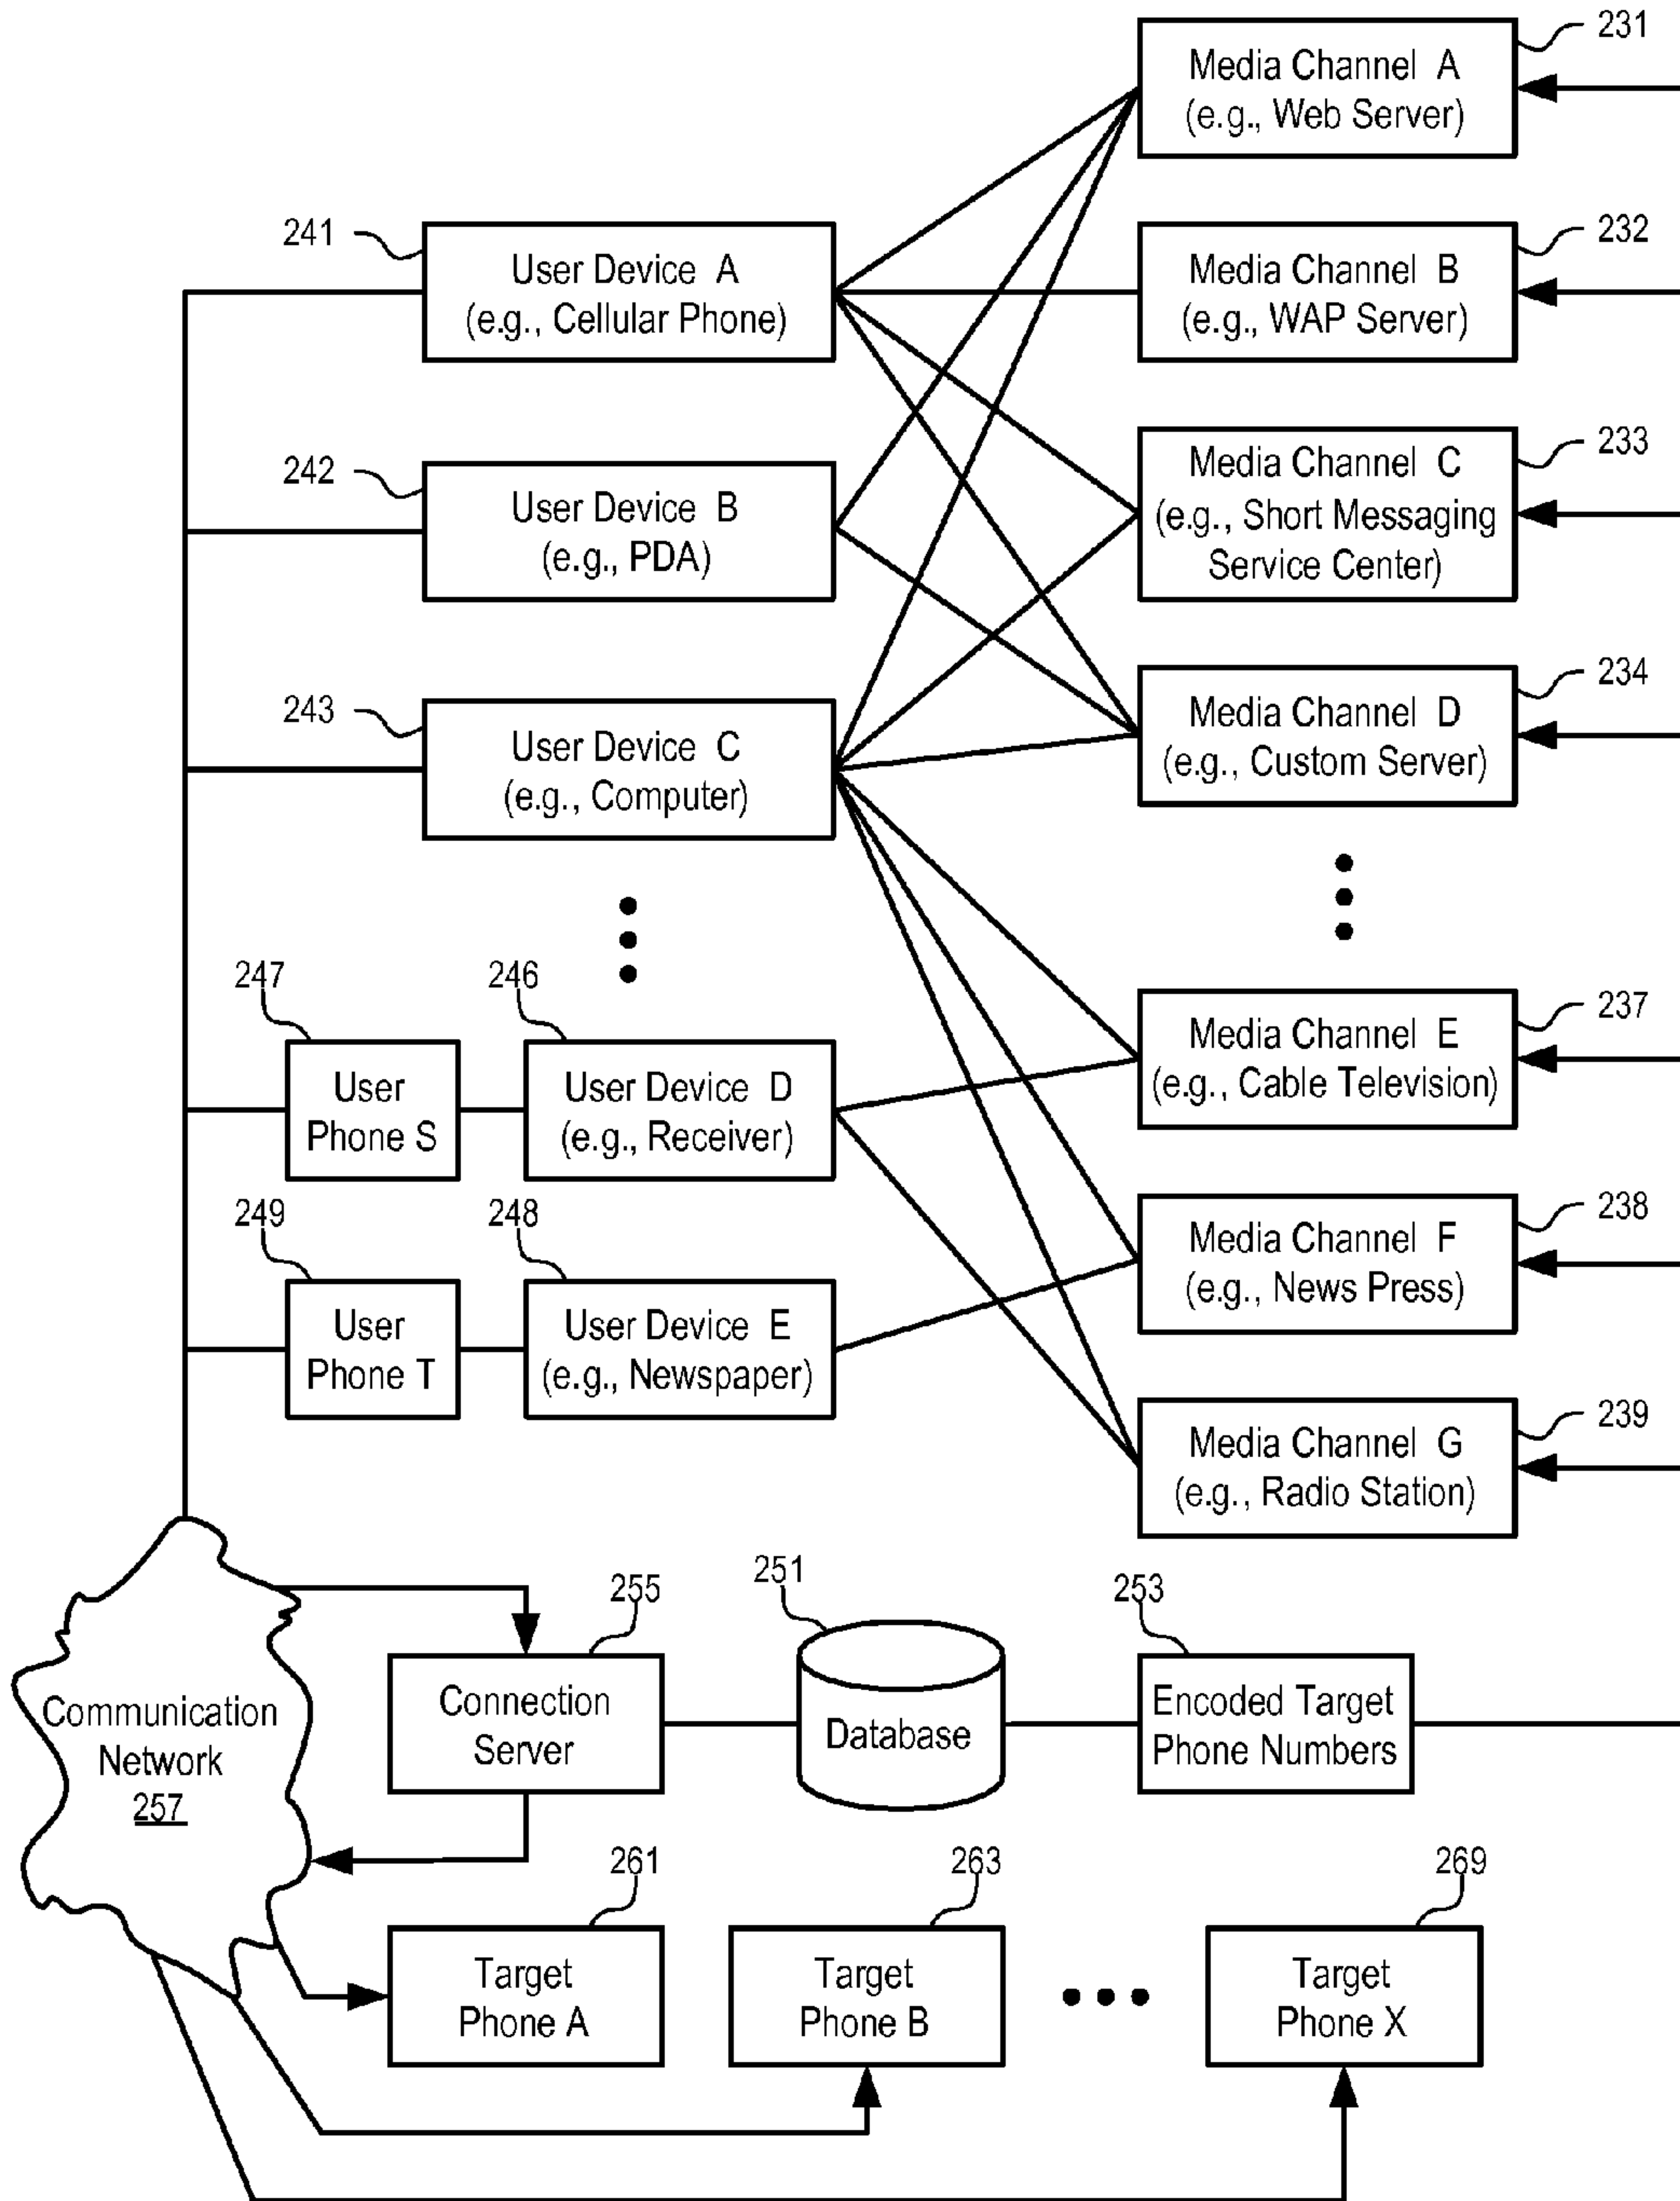 231
Media Channel A
(e.g., Web Server)
241
User Device A
(e.g., Cellular Phone)
232
Media Channel B
(e.g., WAP Server)
233
Media Channel C
(e.g., Short Messaging
Service Center)
242
User Device B
(e.g., PDA)
234
Media Channel D
(e.g., Custom Server)
243
User Device C
(e.g., Computer)
247
246
237
Media Channel E
(e.g., Cable Television)
User
Phone S
User Device D
(e.g., Receiver)
249
248
238
Media Channel F
(e.g., News Press)
User
Phone T
User Device E
(e.g., Newspaper)
239
Media Channel G
(e.g., Radio Station)
255
251
253
Communication
Network
257
Connection
Server
Database
Encoded Target
Phone Numbers
261
263
269
Target
Phone A
Target
Phone B
Target
Phone X